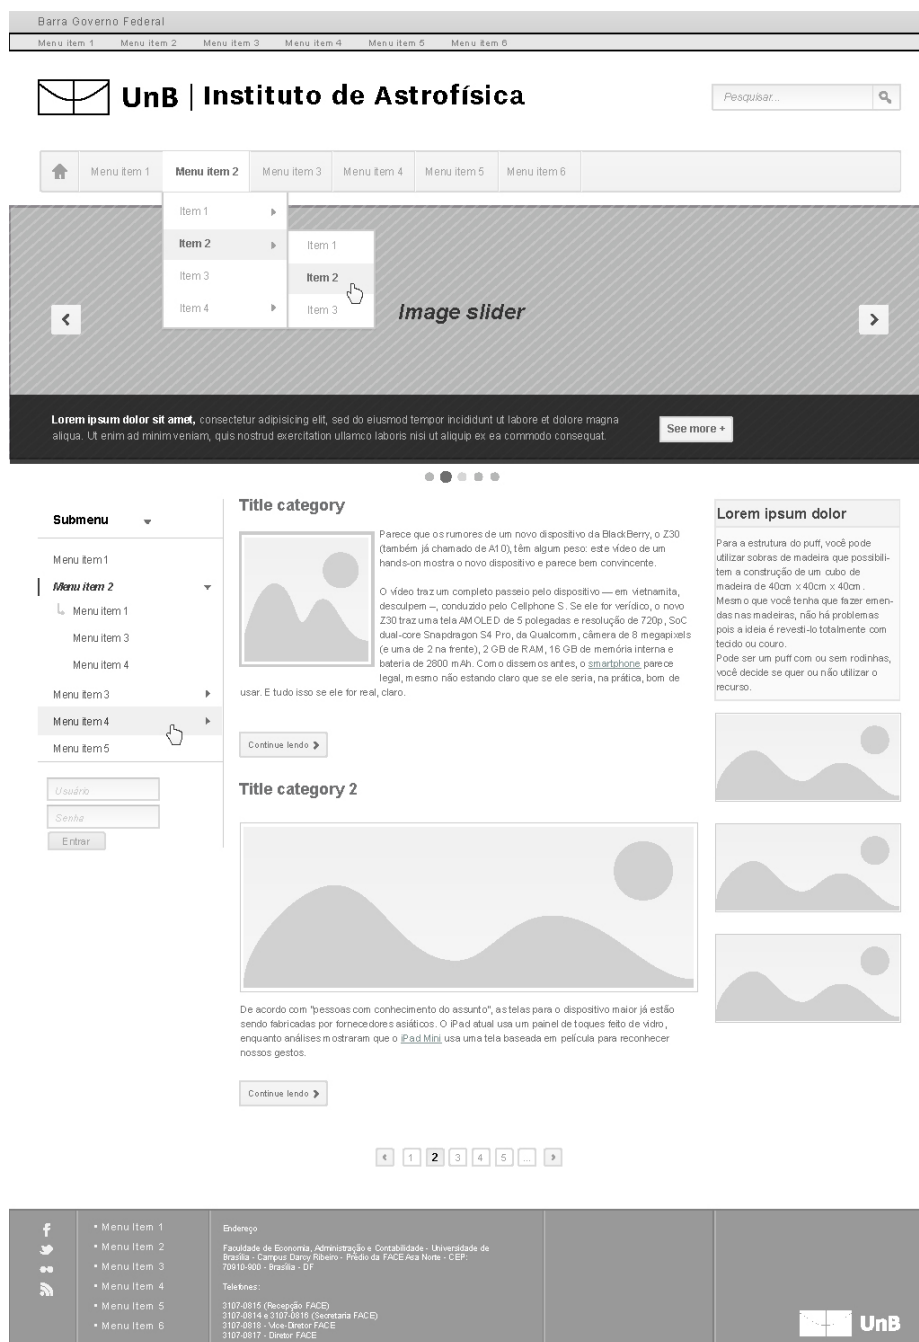 Barra Governo Federal
Menu item 1 Menu item 2 Menu item 3 Menu item 4 Menu item 5 Menu item 6
UnB | Instituto de Astrofísica
Pesquisar...
Menu item 1 Menu item 2 Menu item 3 Menu item 4 Menu item 5 Menu item 6
Item 1
Item 2
Item 3
Item 4
Item 1
Item 2
Item 3
Image slider
Lorem ipsum dolor sit amet, consectetur adipisicing elit, sed do eiusmod tempor incididunt ut labore et dolore magna
aliqua. Ut enim ad minim veniam, quis nostrud exercitation ullamco laboris nisi ut aliquip ex ea commodo consequat.
See more +
Submenu
Menu item 1
Menu item 2
Menu item 1
Menu item 3
Menu item 4
Menu item 3
Menu item 4
Menu item 5
Usuário
Senha
Entrar
Title category
Parece que os rumores de um novo dispositivo da BlackBerry, o Z30
(também já chamado de A10), têm algum peso: este vídeo de um
hands-on mostra o novo dispositivo e parece bem convincente.
O vídeo traz um completo passeio pelo dispositivo — em vietnamita,
desculpem –, conduzido pelo Cellphone S. Se ele for verídico, o novo
Z30 traz uma tela AMOLED de 5 polegadas e resolução de 720p, SoC
dual-core Snapdragon S4 Pro, da Qualcomm, câmera de 8 megapixels
(e uma de 2 na frente), 2 GB de RAM, 16 GB de memória interna e
bateria de 2800 mAh. Como dissemos antes, o smartphone parece
legal, mesmo não estando claro que se ele seria, na prática, bom de
usar. E tudo isso se ele for real, claro.
Continue lendo
Title category 2
De acordo com "pessoas com conhecimento do assunto", as telas para o dispositivo maior já estão
sendo fabricadas por fornecedores asiáticos. O iPad atual usa um painel de toques feito de vidro,
enquanto análises mostraram que o iPad Mini usa uma tela baseada em película para reconhecer
nossos gestos.
Continue lendo
Lorem ipsum dolor
Para a estrutura do puff, você pode
utilizar sobras de madeira que possibili-
tem a construção de um cubo de
madeira de 40cm x 40cm x 40cm.
Mesmo que você tenha que fazer emen-
das nas madeiras, não há problemas
pois a ideia é revesti-lo totalmente com
tecido ou couro.
Pode ser um puff com ou sem rodinhas,
você decide se quer ou não utilizar o
recurso.
1 2 3 4 5 ...
• Menu Item 1
• Menu Item 2
• Menu Item 3
• Menu Item 4
• Menu Item 5
• Menu Item 6
Endereço
Faculdade de Economia, Administração e Contabilidade - Universidade de
Brasília - Campus Darcy Ribeiro - Prédio da FACE Asa Norte - CEP:
70910-900 - Brasília - DF
Telefones:
3107-0815 (Recepção FACE)
3107-0814 e 3107-0816 (Secretaria FACE)
3107-0818 - Vice-Diretor FACE
3107-0817 - Diretor FACE
UnB